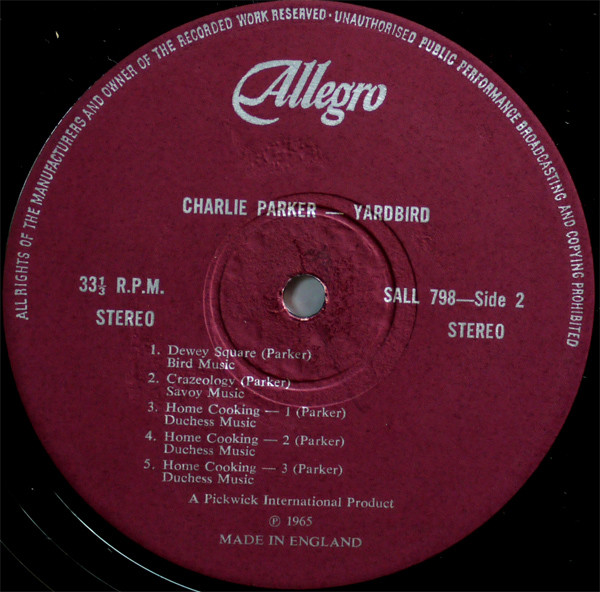 ALL RIGHTS OF THE MANUFACTURERS AND OWNER OF THE RECORDED WORK RESERVED · UNAUTHORISED PUBLIC PERFORMANCE BROADCASTING AND COPYING PROHIBITED
Allegro
CHARLIE PARKER — YARDBIRD
33⅓ R.P.M.
STEREO
SALL 798—Side 2
STEREO
1. Dewey Square (Parker)
Bird Music
2. Crazeology (Parker)
Savoy Music
3. Home Cooking — 1 (Parker)
Duchess Music
4. Home Cooking — 2 (Parker)
Duchess Music
5. Home Cooking — 3 (Parker)
Duchess Music
A Pickwick International Product
℗ 1965
MADE IN ENGLAND